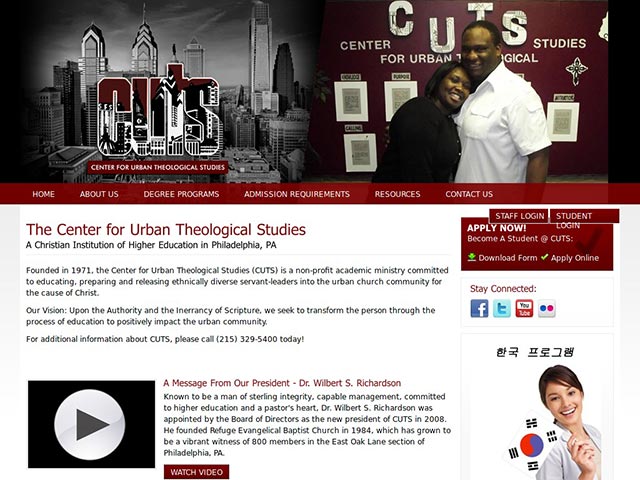 CUTS
CENTER STUDIES
FOR URBAN THEOLOGICAL
PURPOSE
CALLING
cuts
CENTER FOR URBAN THEOLOGICAL STUDIES
HOME ABOUT US DEGREE PROGRAMS ADMISSION REQUIREMENTS RESOURCES CONTACT US
STAFF LOGIN STUDENT LOGIN
The Center for Urban Theological Studies
A Christian Institution of Higher Education in Philadelphia, PA
Founded in 1971, the Center for Urban Theological Studies (CUTS) is a non-profit academic ministry committed
to educating, preparing and releasing ethnically diverse servant-leaders into the urban church community for
the cause of Christ.
Our Vision: Upon the Authority and the Inerrancy of Scripture, we seek to transform the person through the
process of education to positively impact the urban community.
For additional information about CUTS, please call (215) 329-5400 today!
A Message From Our President - Dr. Wilbert S. Richardson
Known to be a man of sterling integrity, capable management, committed
to higher education and a pastor's heart, Dr. Wilbert S. Richardson was
appointed by the Board of Directors as the new president of CUTS in 2008.
He founded Refuge Evangelical Baptist Church in 1984, which has grown to
be a vibrant witness of 800 members in the East Oak Lane section of
Philadelphia, PA.
WATCH VIDEO
APPLY NOW!
Become A Student @ CUTS:
Download Form Apply Online
Stay Connected:
You Tube
한국 프로그램